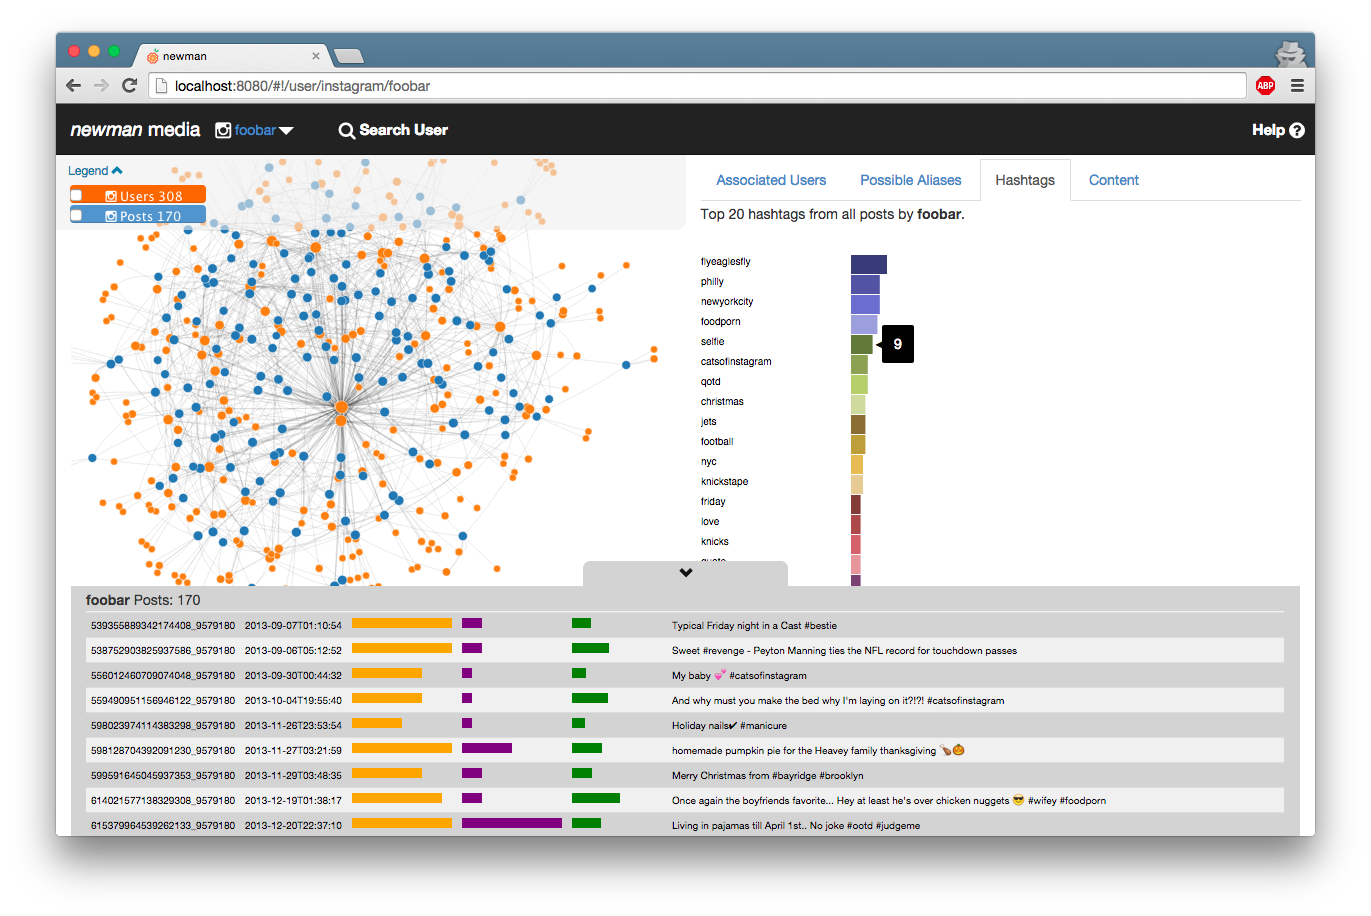 newman
localhost:8080/#!/user/instagram/foobar
ABP
newman media foobar Search User Help ?
Legend
Users 308
Posts 170
Associated Users Possible Aliases Hashtags Content
Top 20 hashtags from all posts by foobar.
flyeaglesfly
philly
newyorkcity
foodporn
selfie 9
catsofinstagram
qotd
christmas
jets
football
nyc
knickstape
friday
love
knicks
foobar Posts: 170
539355889342174408_9579180 2013-09-07T01:10:54 Typical Friday night in a Cast #bestie
538752903825937586_9579180 2013-09-06T05:12:52 Sweet #revenge - Peyton Manning ties the NFL record for touchdown passes
556012460709074048_9579180 2013-09-30T00:44:32 My baby 💕 #catsofinstagram
559490951156946122_9579180 2013-10-04T19:55:40 And why must you make the bed why I'm laying on it?!?! #catsofinstagram
598023974114383298_9579180 2013-11-26T23:53:54 Holiday nails✔ #manicure
598128704392091230_9579180 2013-11-27T03:21:59 homemade pumpkin pie for the Heavey family thanksgiving 🍗🎃
599591645045937353_9579180 2013-11-29T03:48:35 Merry Christmas from #bayridge #brooklyn
614021577138329308_9579180 2013-12-19T01:38:17 Once again the boyfriends favorite... Hey at least he's over chicken nuggets 😎 #wifey #foodporn
615379964539262133_9579180 2013-12-20T22:37:10 Living in pajamas till April 1st.. No joke #ootd #judgeme